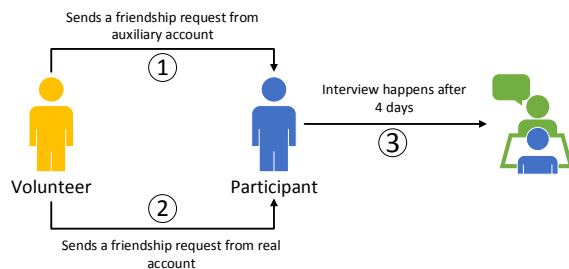 Sends a friendship request from
auxiliary account
1
Interview happens after
4 days
3
Volunteer
Participant
2
Sends a friendship request from real
account